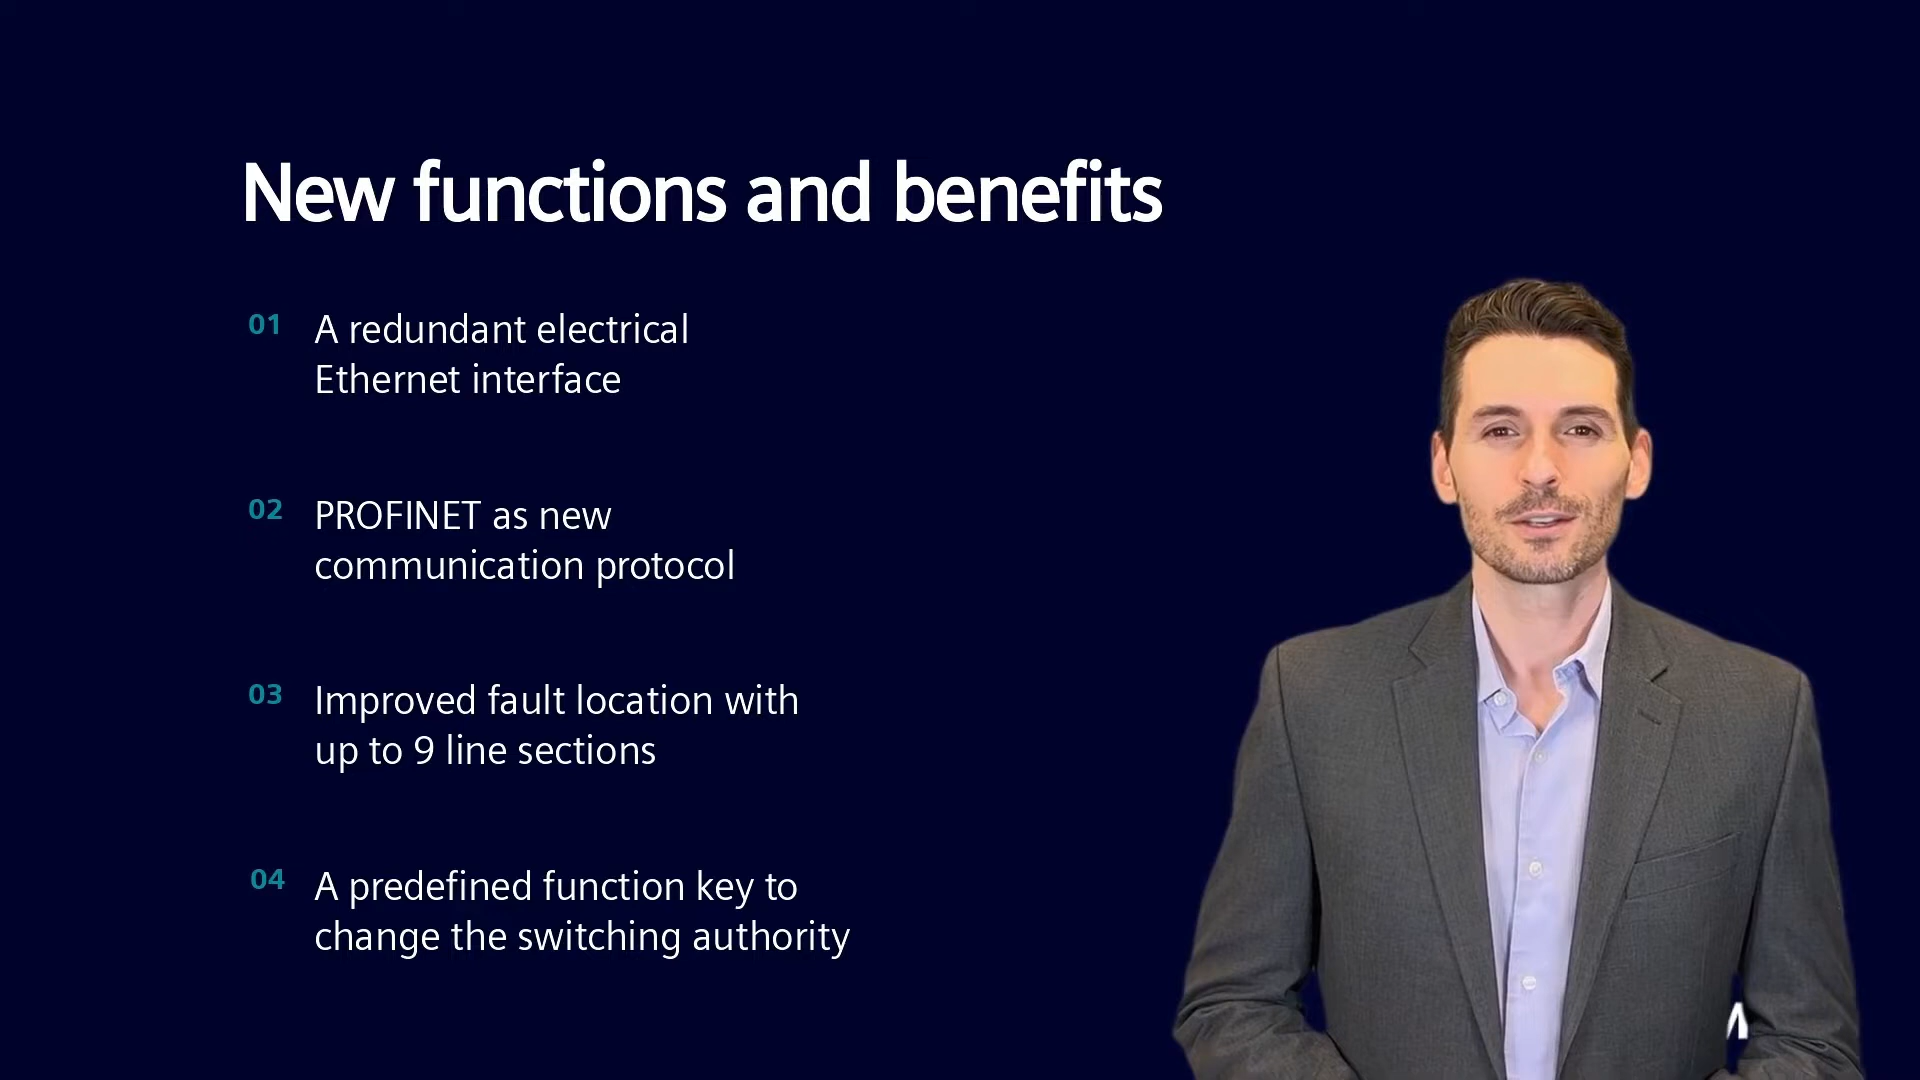 New functions and benefits
01 A redundant electrical
Ethernet interface
02 PROFINET as new
communication protocol
03 Improved fault location with
up to 9 line sections
04 A predefined function key to
change the switching authority